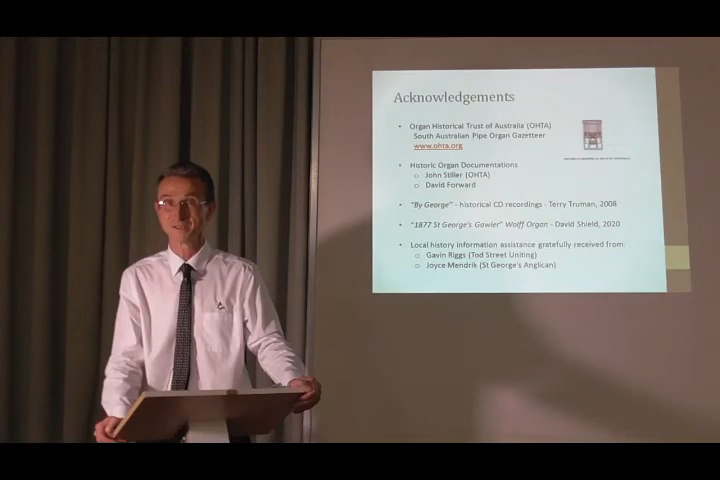 Acknowledgements
• Organ Historical Trust of Australia (OHTA)
South Australian Pipe Organ Gazetteer
www.ohta.org
• Historic Organ Documentations
o John Stiller (OHTA)
o David Forward
• "By George" - historical CD recordings - Terry Truman, 2008
• "1877 St George's Gawler" Wolff Organ - David Shield, 2020
• Local history information assistance gratefully received from:
o Gavin Riggs (Tod Street Uniting)
o Joyce Mendrik (St George's Anglican)